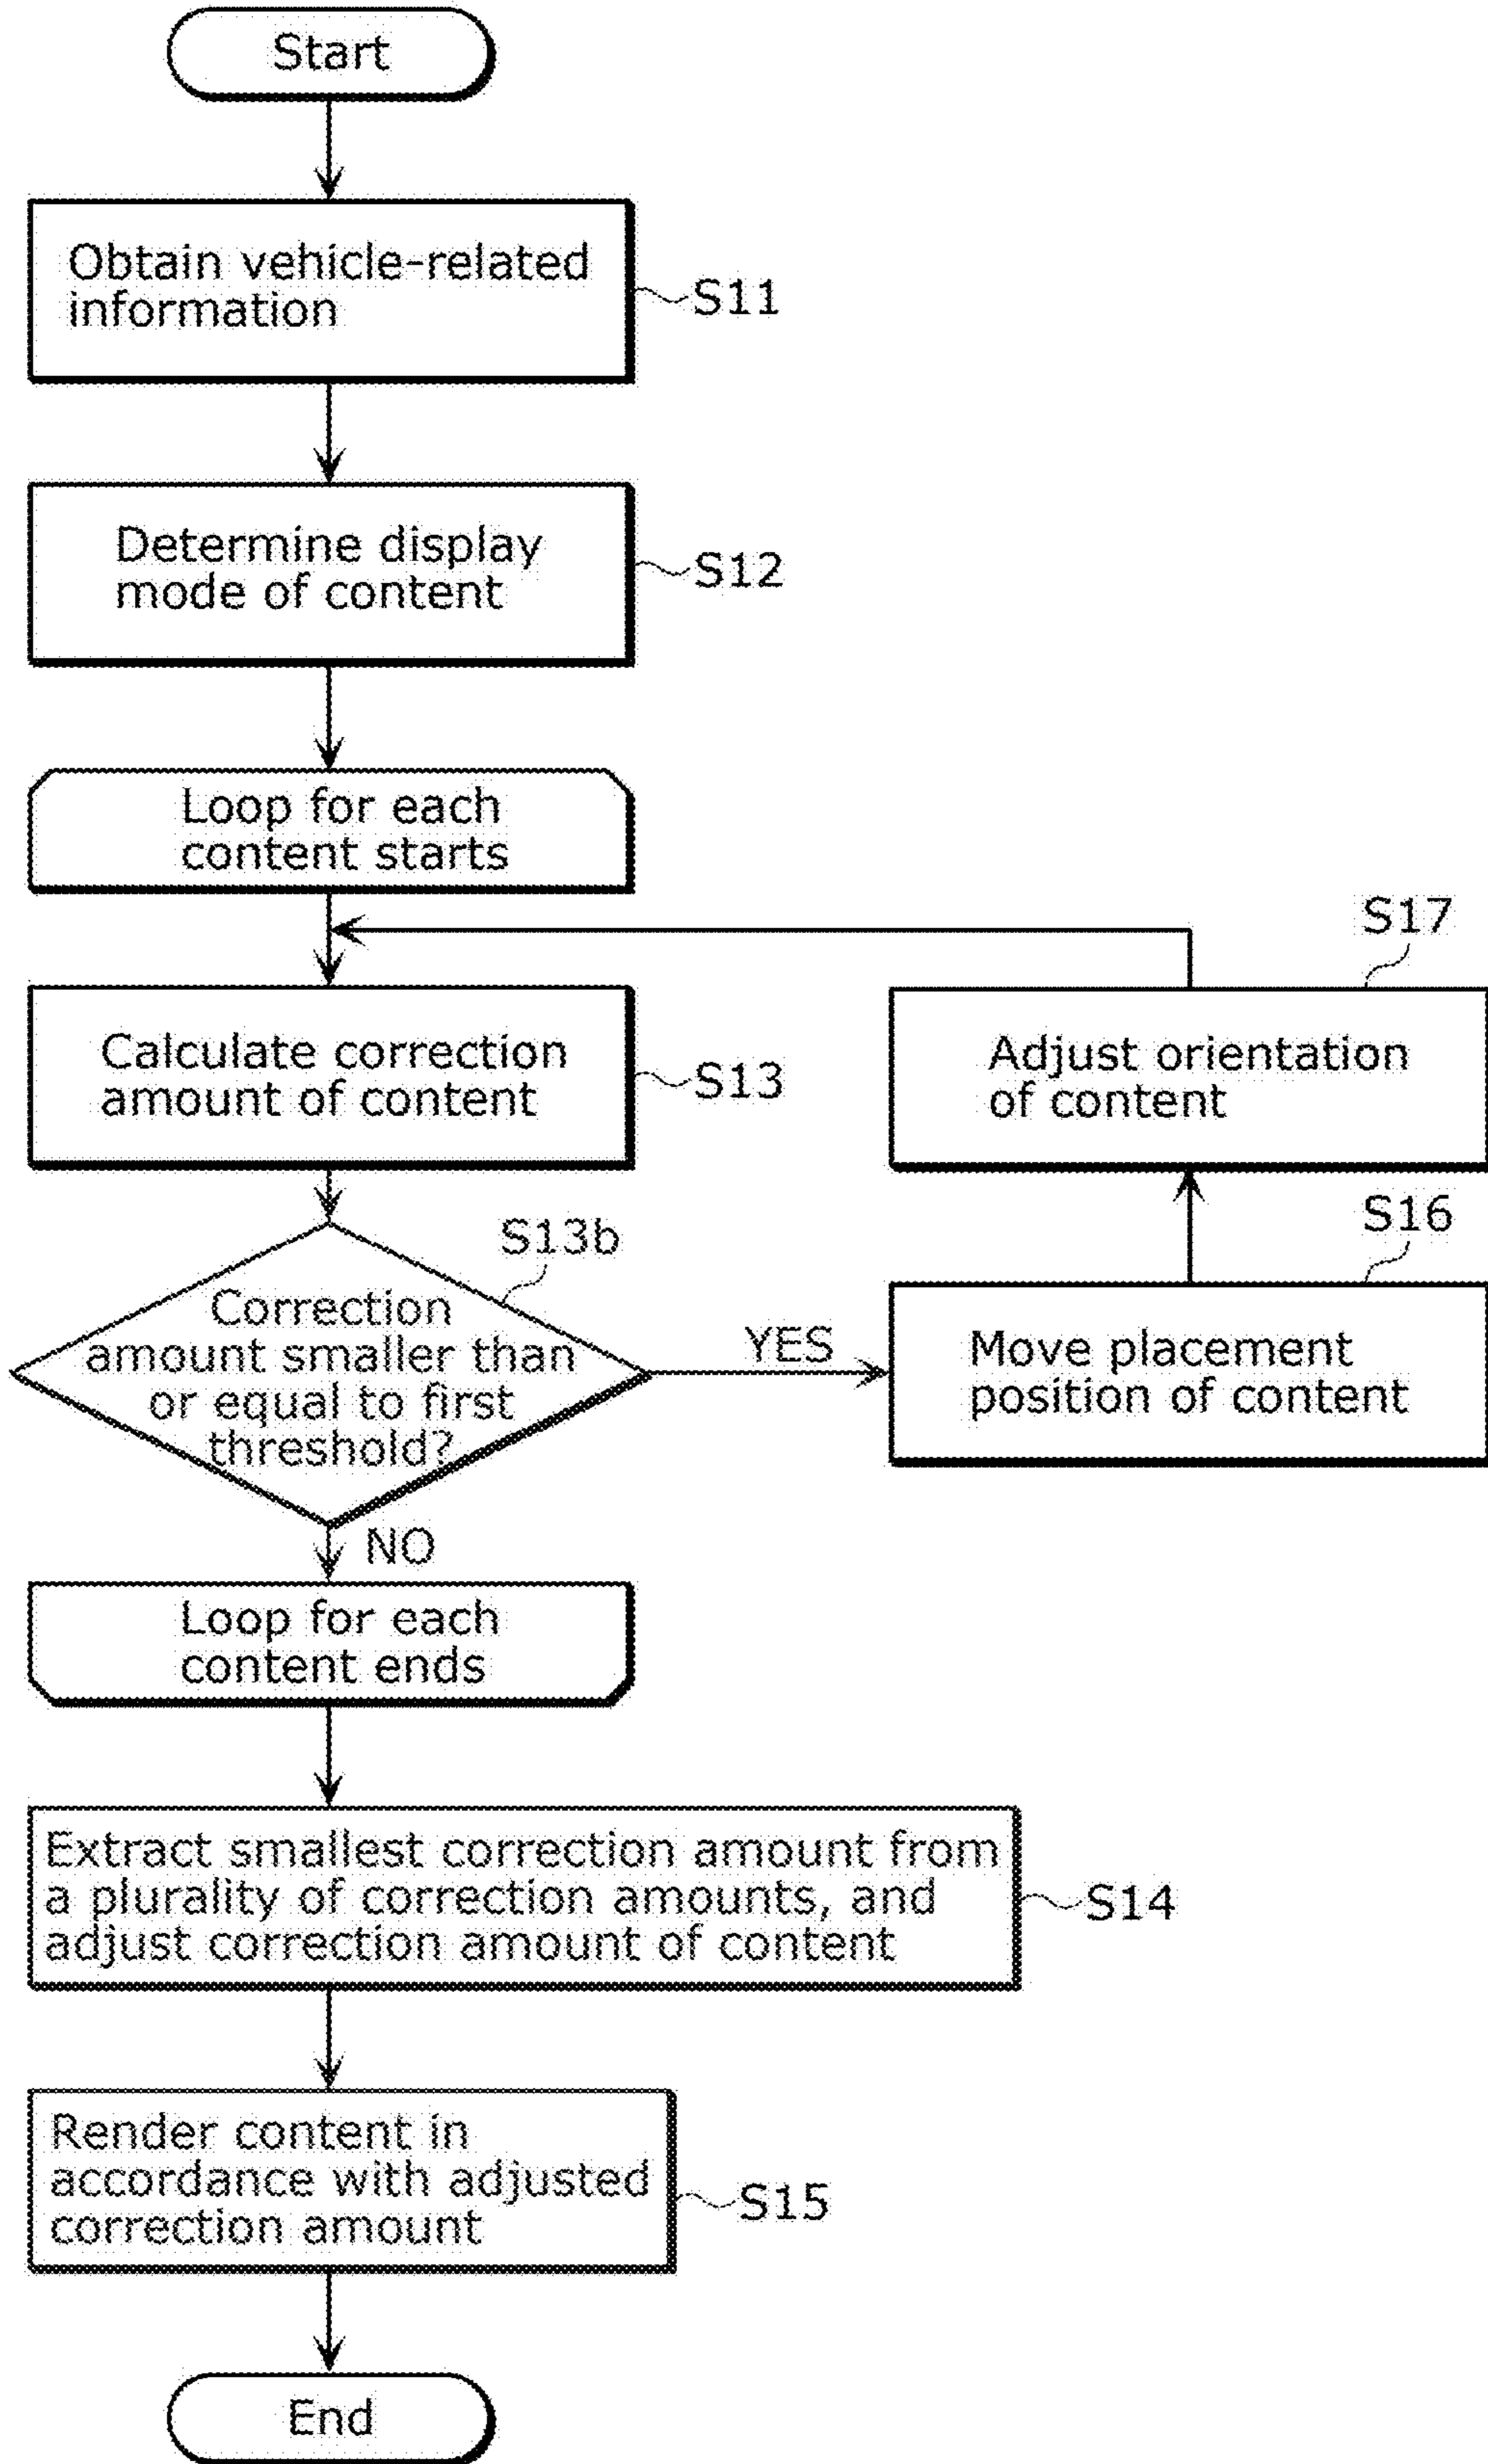 Start
Obtain vehicle-related
information
S11
Determine display
mode of content
S12
Loop for each
content starts
S17
Calculate correction
amount of content
S13
Adjust orientation
of content
S16
S13b
Correction
amount smaller than
or equal to first
threshold?
YES
Move placement
position of content
NO
Loop for each
content ends
Extract smallest correction amount from
a plurality of correction amounts, and
adjust correction amount of content
S14
Render content in
accordance with adjusted
correction amount
S15
End